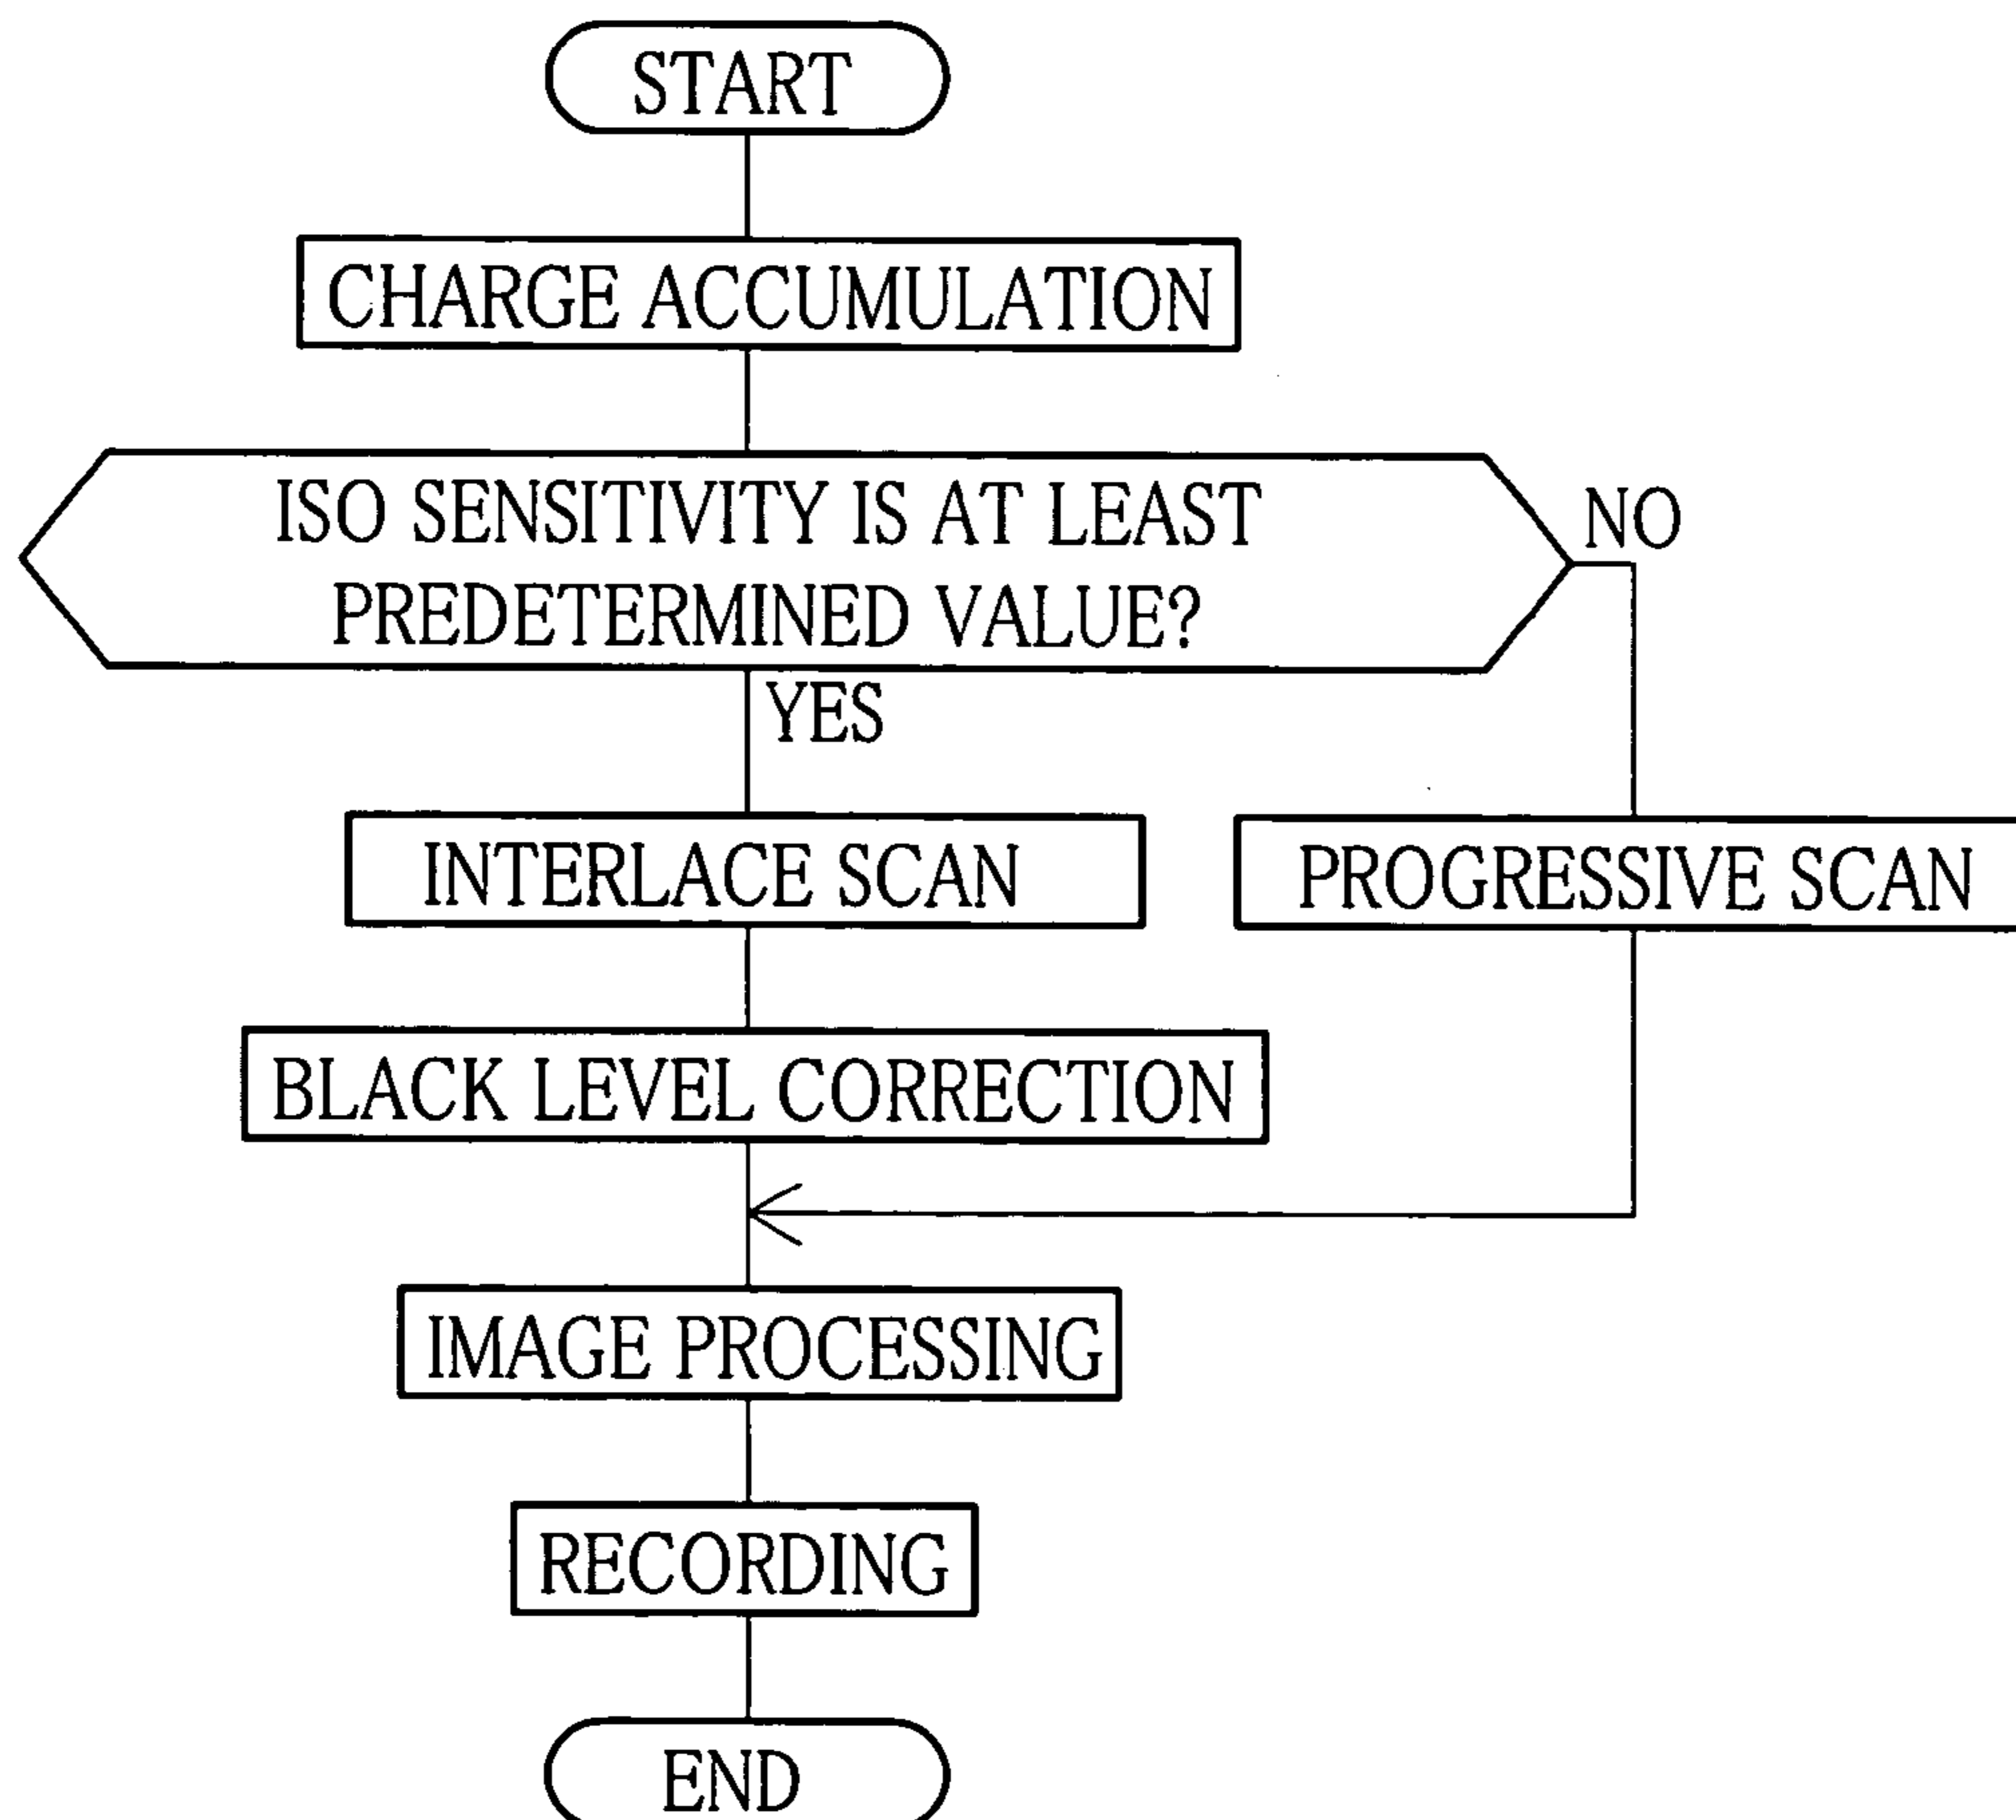 START
CHARGE ACCUMULATION
ISO SENSITIVITY IS AT LEAST
PREDETERMINED VALUE?
NO
YES
INTERLACE SCAN
PROGRESSIVE SCAN
BLACK LEVEL CORRECTION
IMAGE PROCESSING
RECORDING
END